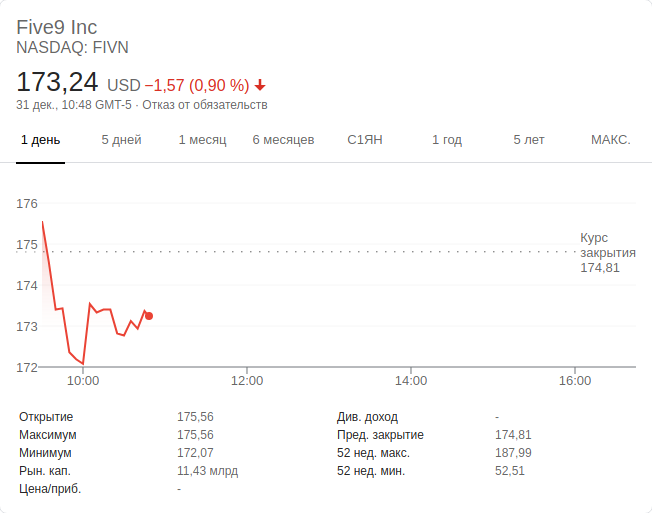 Five9 Inc
NASDAQ: FIVN
173,24 USD −1,57 (0,90 %)
31 дек., 10:48 GMT-5 · Отказ от обязательств
1 день 5 дней 1 месяц 6 месяцев С1ЯН 1 год 5 лет МАКС.
176
175
174
173
172
Курс
закрытия
174,81
10:00 12:00 14:00 16:00
Открытие 175,56 Див. доход -
Максимум 175,56 Пред. закрытие 174,81
Минимум 172,07 52 нед. макс. 187,99
Рын. кап. 11,43 млрд 52 нед. мин. 52,51
Цена/приб. -